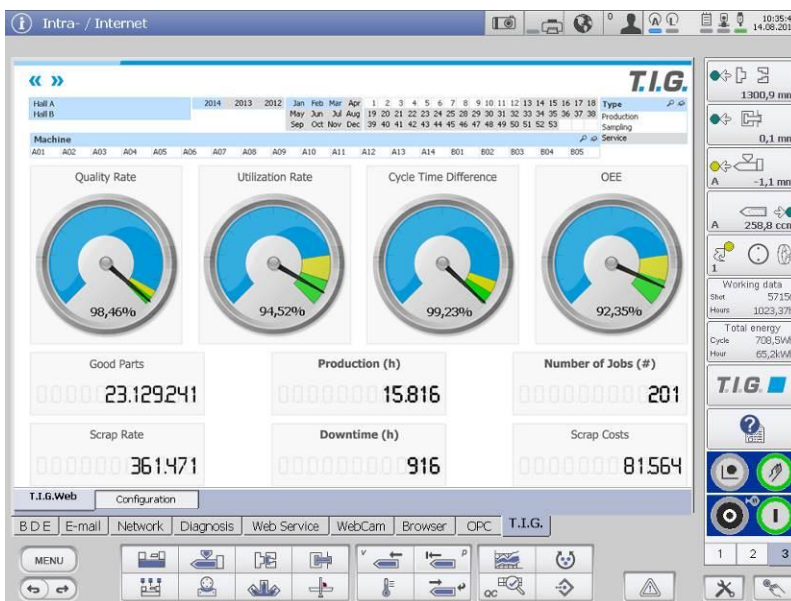 Intra- / Internet
10:35:4
14.08.201
« »
T.I.G.
Hall A
Hall B
2014 2013 2012
Jan Feb Mar Apr
May Jun Jul Aug
Sep Oct Nov Dec
1 2 3 4 5 6 7 8 9 10 11 12 13 14 15 16 17 18
19 20 21 22 23 24 25 28 29 30 31 32 33 34 35 36 37 38
39 40 41 42 43 44 45 46 47 48 49 50 51 52 53
Type
Production
Sampling
Service
Machine
A01 A02 A03 A04 A05 A06 A07 A08 A09 A10 A11 A12 A13 A14 B01 B02 B03 B04 B05
Quality Rate
98,46%
Utilization Rate
94,52%
Cycle Time Difference
99,23%
OEE
92,35%
Good Parts
23.129.241
Production (h)
15.816
Number of Jobs (#)
201
Scrap Rate
361.471
Downtime (h)
916
Scrap Costs
81.564
T.I.G.Web
Configuration
B D E
E-mail
Network
Diagnosis
Web Service
WebCam
Browser
OPC
T.I.G.
MENU
V
P
QC
1300,9 mm
0,1 mm
A -1,1 mm
A 258,8 ccm
1
Working data
Shot 5715
Hours 1023,37
Total energy
Cycle 708,5W
Hour 65,2kW
T.I.G.
?
1 2 3